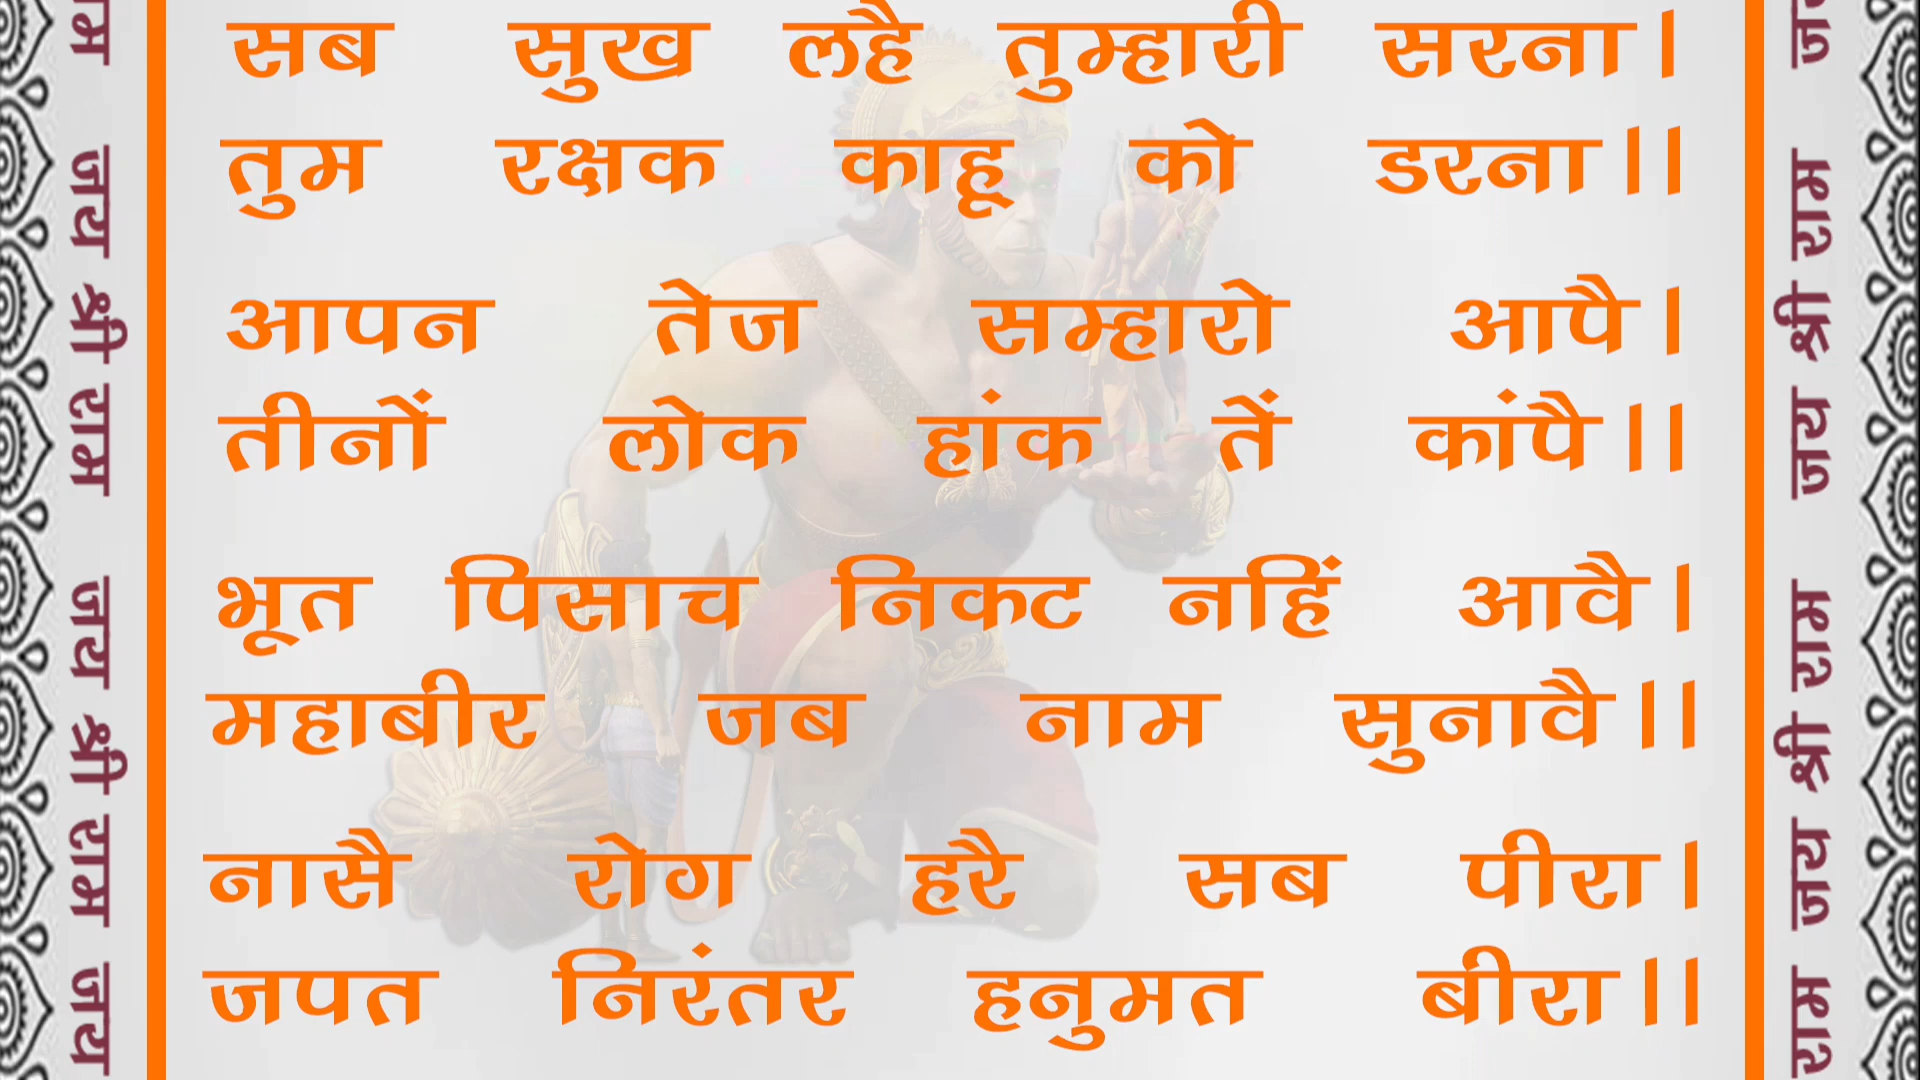 सब सुख लहै तुम्हारी सरना।
तुम रक्षक काहू को डरना।।
आपन तेज सम्हारो आपै।
तीनों लोक हांक तें कांपै।।
भूत पिसाच निकट नहिं आवै।
महाबीर जब नाम सुनावै।।
नासै रोग हरै सब पीरा।
जपत निरंतर हनुमत बीरा।।
राम जय श्री राम जय श्री राम जय
जय श्री राम जय श्री राम जय राम